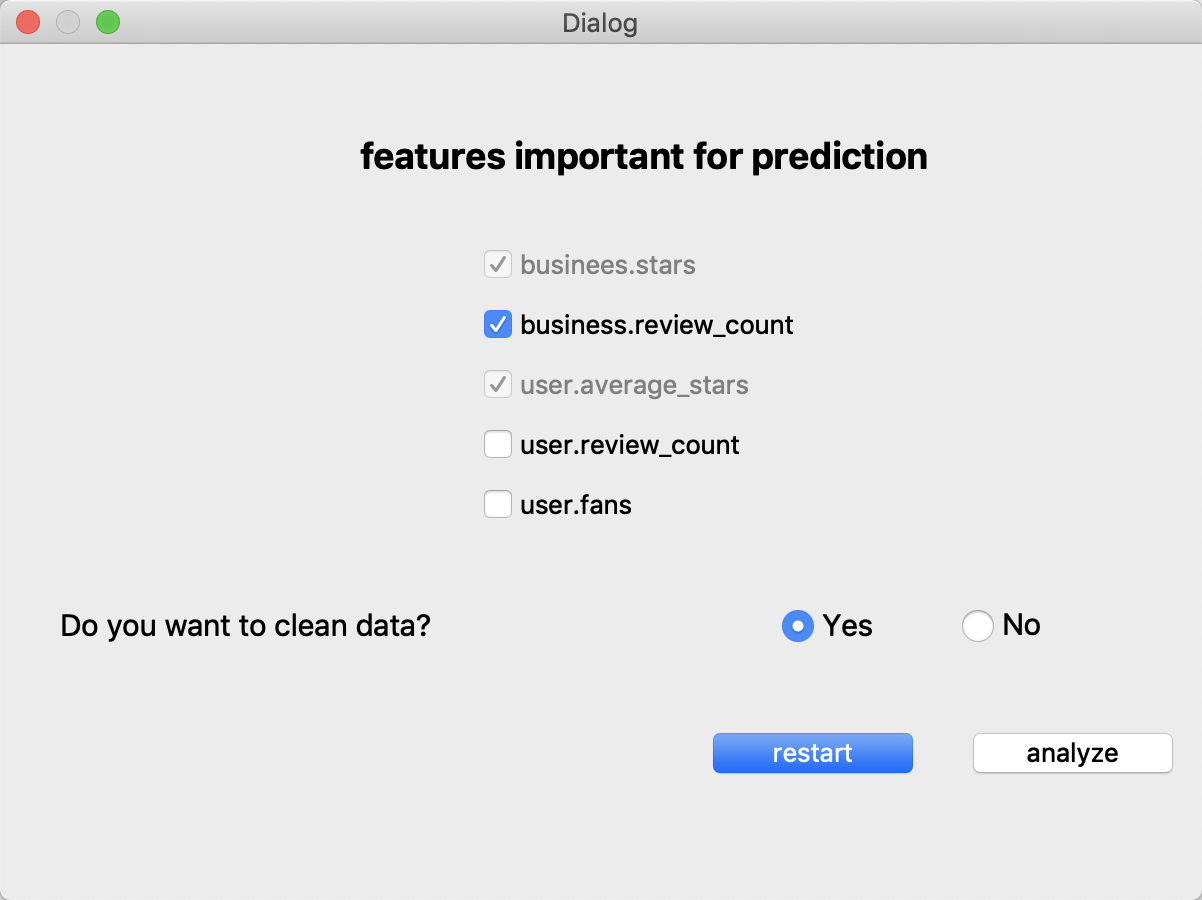 Dialog
features important for prediction
businees.stars
business.review_count
user.average_stars
user.review_count
user.fans
Do you want to clean data? Yes No
restart analyze